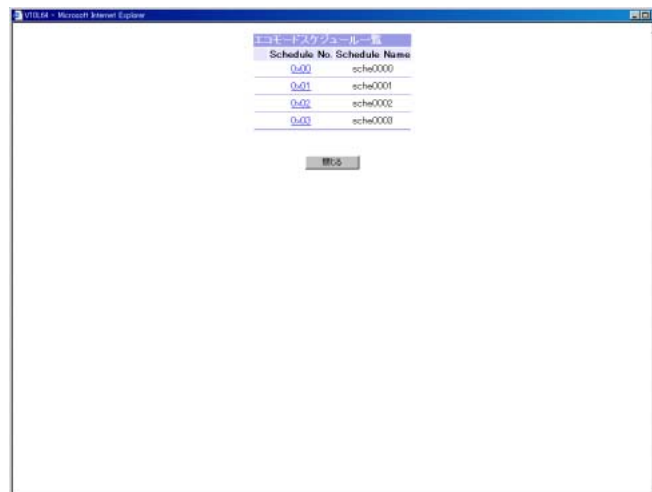 VTDL64 - Microsoft Internet Explorer
エコモードスケジュール一覧
Schedule No. Schedule Name
0x00 sche0000
0x01 sche0001
0x02 sche0002
0x03 sche0003
閉じる